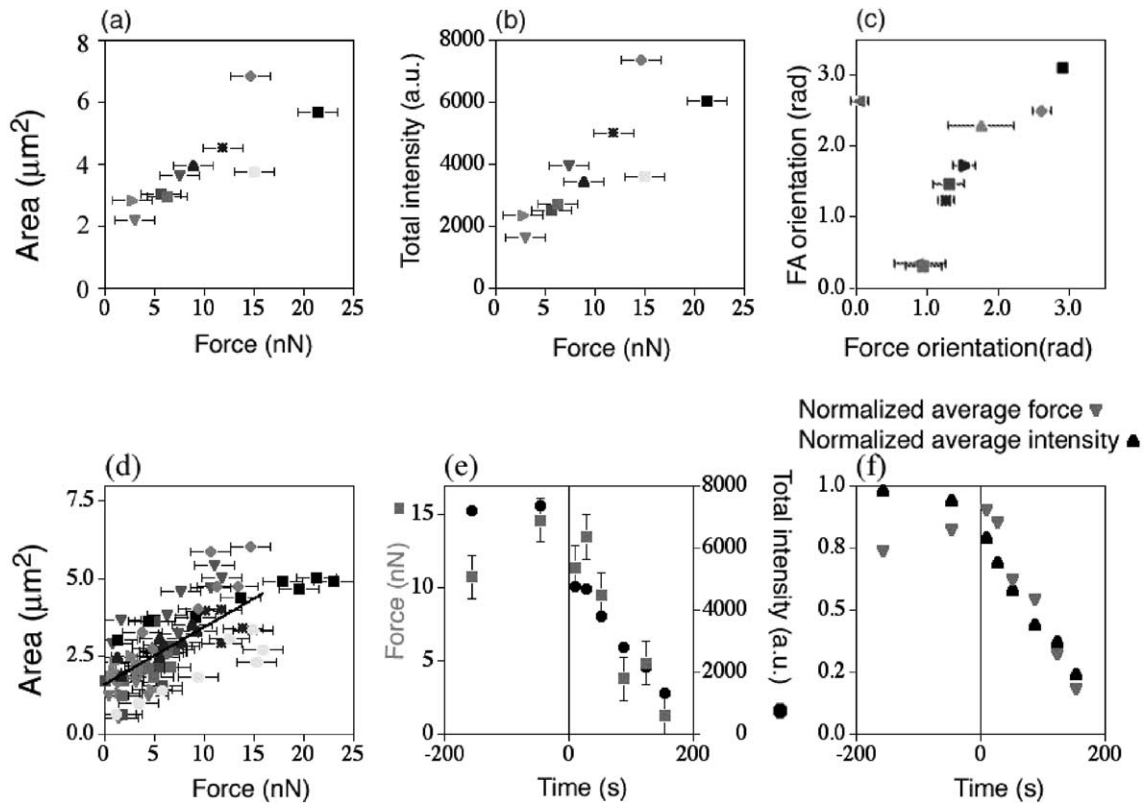 (a)
8
6
4
2
0
Area (μm²)
0 5 10 15 20 25
Force (nN)
(b)
8000
6000
4000
2000
0
Total intensity (a.u.)
0 5 10 15 20 25
Force (nN)
(c)
3.0
2.0
1.0
0.0
FA orientation (rad)
0.0 1.0 2.0 3.0
Force orientation(rad)
Normalized average force
Normalized average intensity
(d)
7.5
5.0
2.5
0.0
Area (μm²)
0 5 10 15 20 25
Force (nN)
(e)
15
10
5
0
Force (nN)
8000
6000
4000
2000
0
Total intensity (a.u.)
-200 0 200
Time (s)
(f)
1.0
0.8
0.5
0.2
0.0
-200 0 200
Time (s)